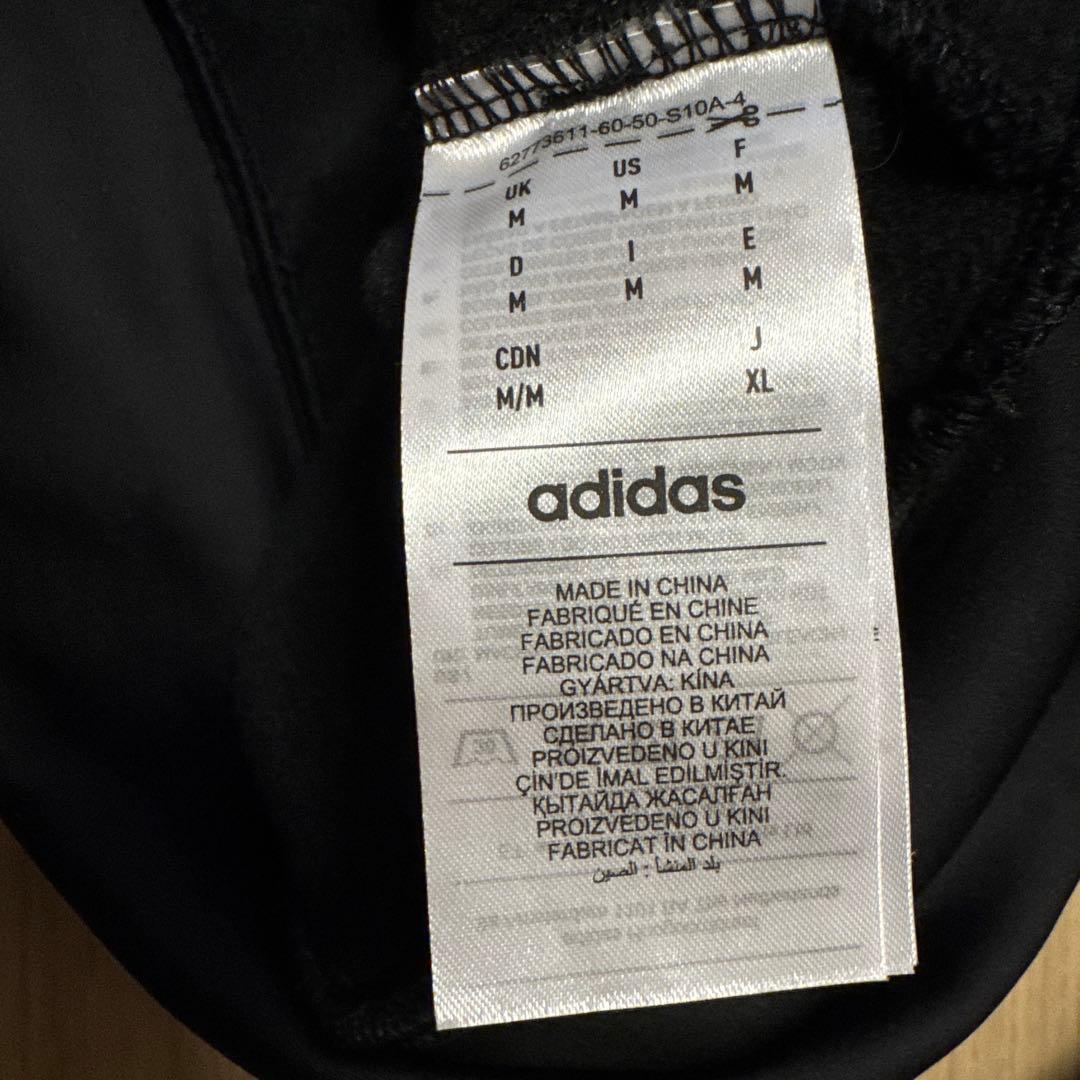 62773611-60-50-S10A-4
UK US F
M M M
D I E
M M M
CDN J
M/M XL
adidas
MADE IN CHINA
FABRIQUÉ EN CHINE
FABRICADO EN CHINA
FABRICADO NA CHINA
GYÁRTVA: KÍNA
ПРОИЗВЕДЕНО В КИТАЙ
СДЕЛАНО В КИТАЕ
PROIZVEDENO U KINI
ÇİN'DE İMAL EDİLMİŞTİR.
ҚЫТАЙДА ЖАСАЛҒАН
PROIZVEDENO U KINI
FABRICAT ÎN CHINA
بلد المنشأ : الصين